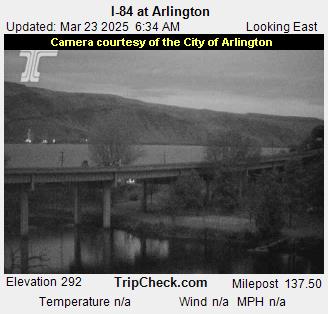 I-84 at Arlington
Updated: Mar 23 2025 6:34 AM Looking East
Camera courtesy of the City of Arlington
Elevation 292 TripCheck.com Milepost 137.50
Temperature n/a Wind n/a MPH n/a